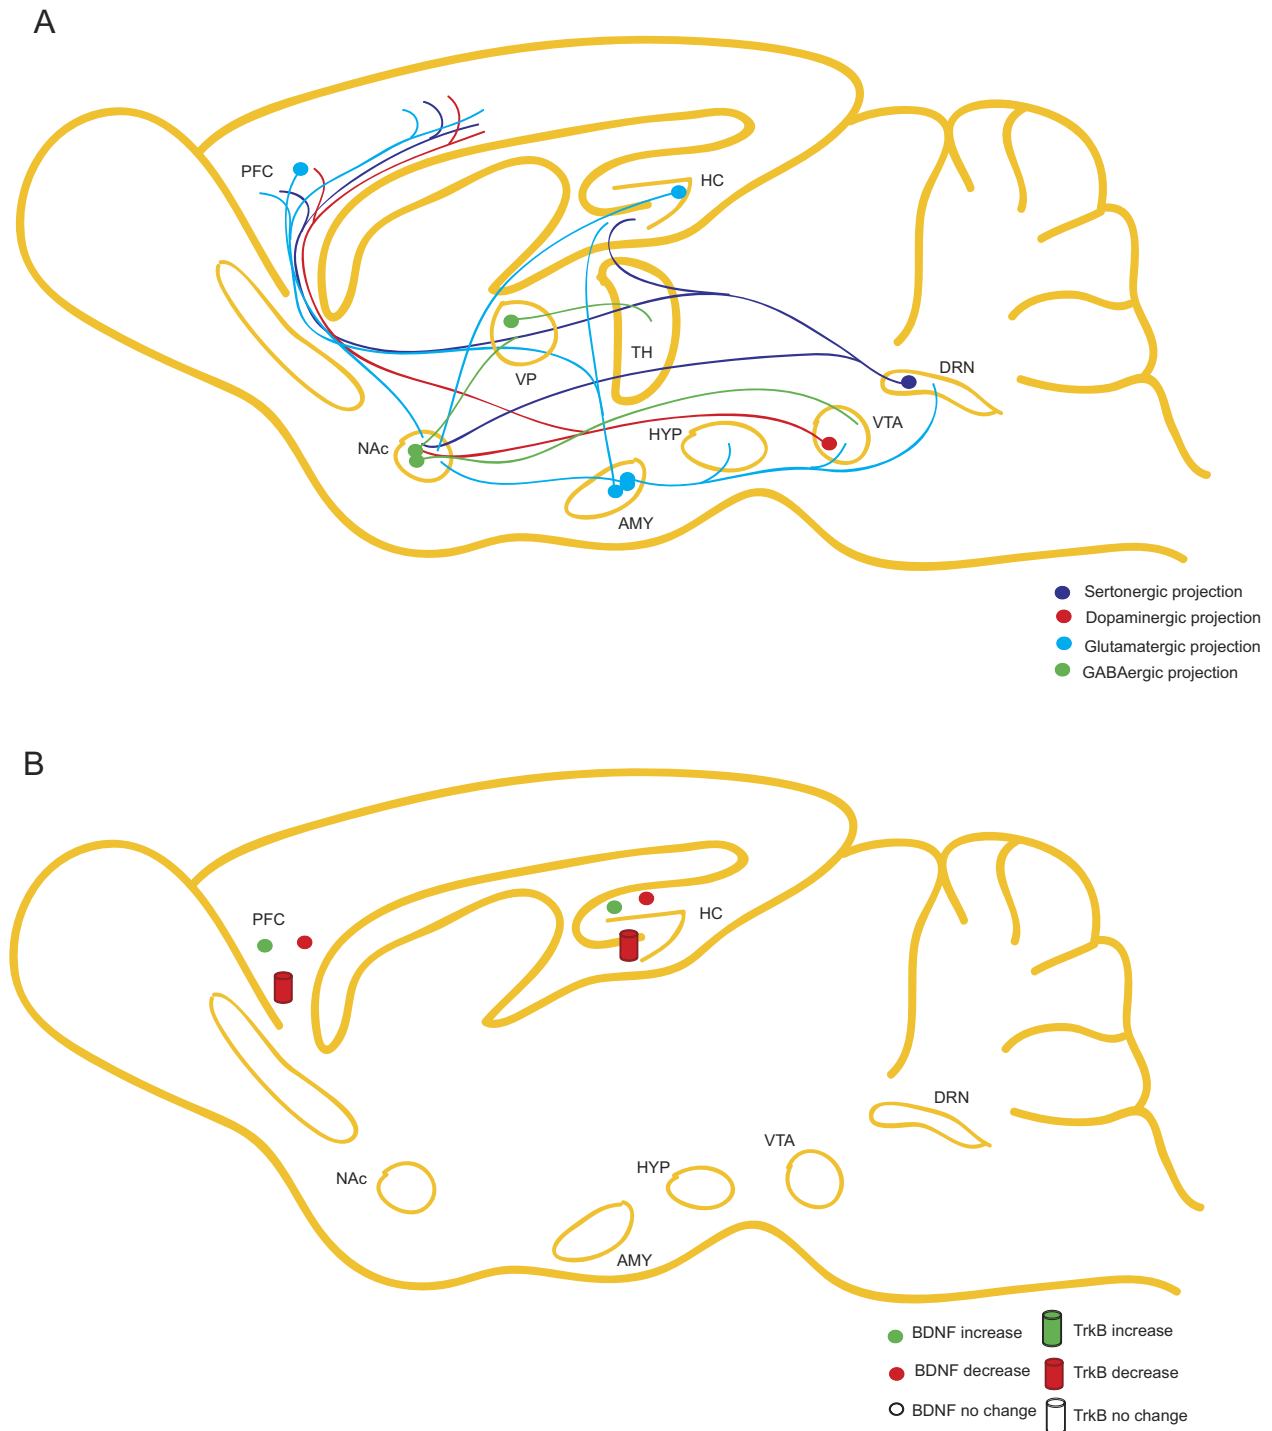 A
PFC
HC
TH
VP
DRN
VTA
HYP
NAc
AMY
Sertonergic projection
Dopaminergic projection
Glutamatergic projection
GABAergic projection
B
PFC
HC
DRN
VTA
HYP
NAc
AMY
BDNF increase TrkB increase
BDNF decrease TrkB decrease
BDNF no change TrkB no change